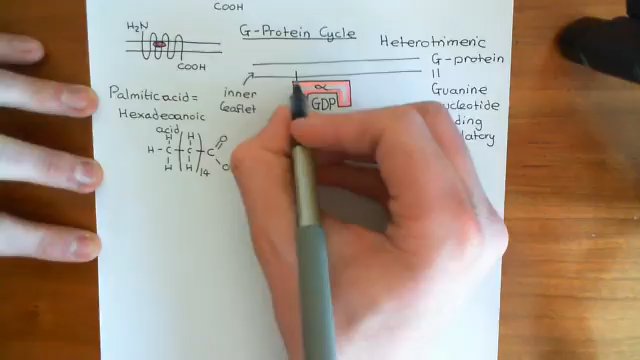 COOH
H₂N
G-Protein Cycle
COOH
Heterotrimeric
G-protein
Guanine
Palmitic acid =
Hexadecanoic
acid
inner
leaflet
α
GDP
H H O
H-C-C-C
H H 14